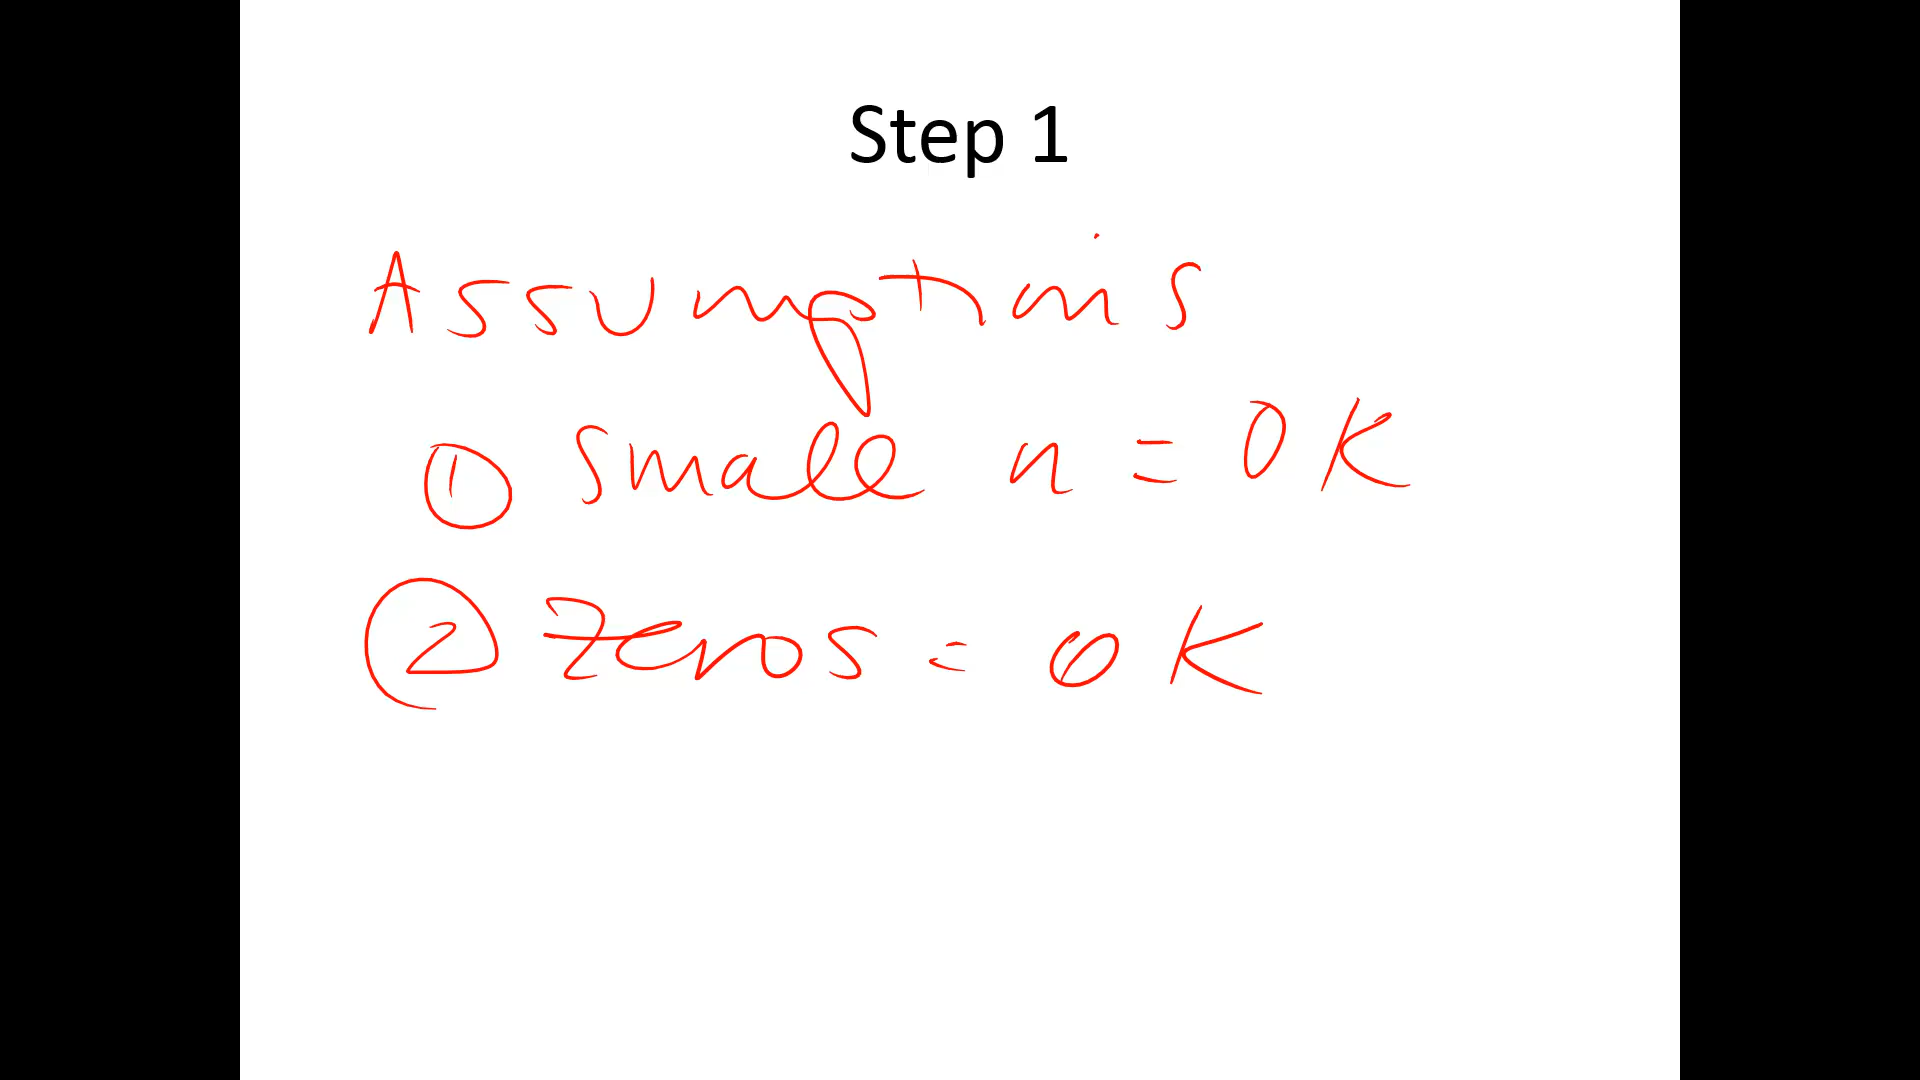 Step 1
Assumptions
① small n = OK
② zeros = OK